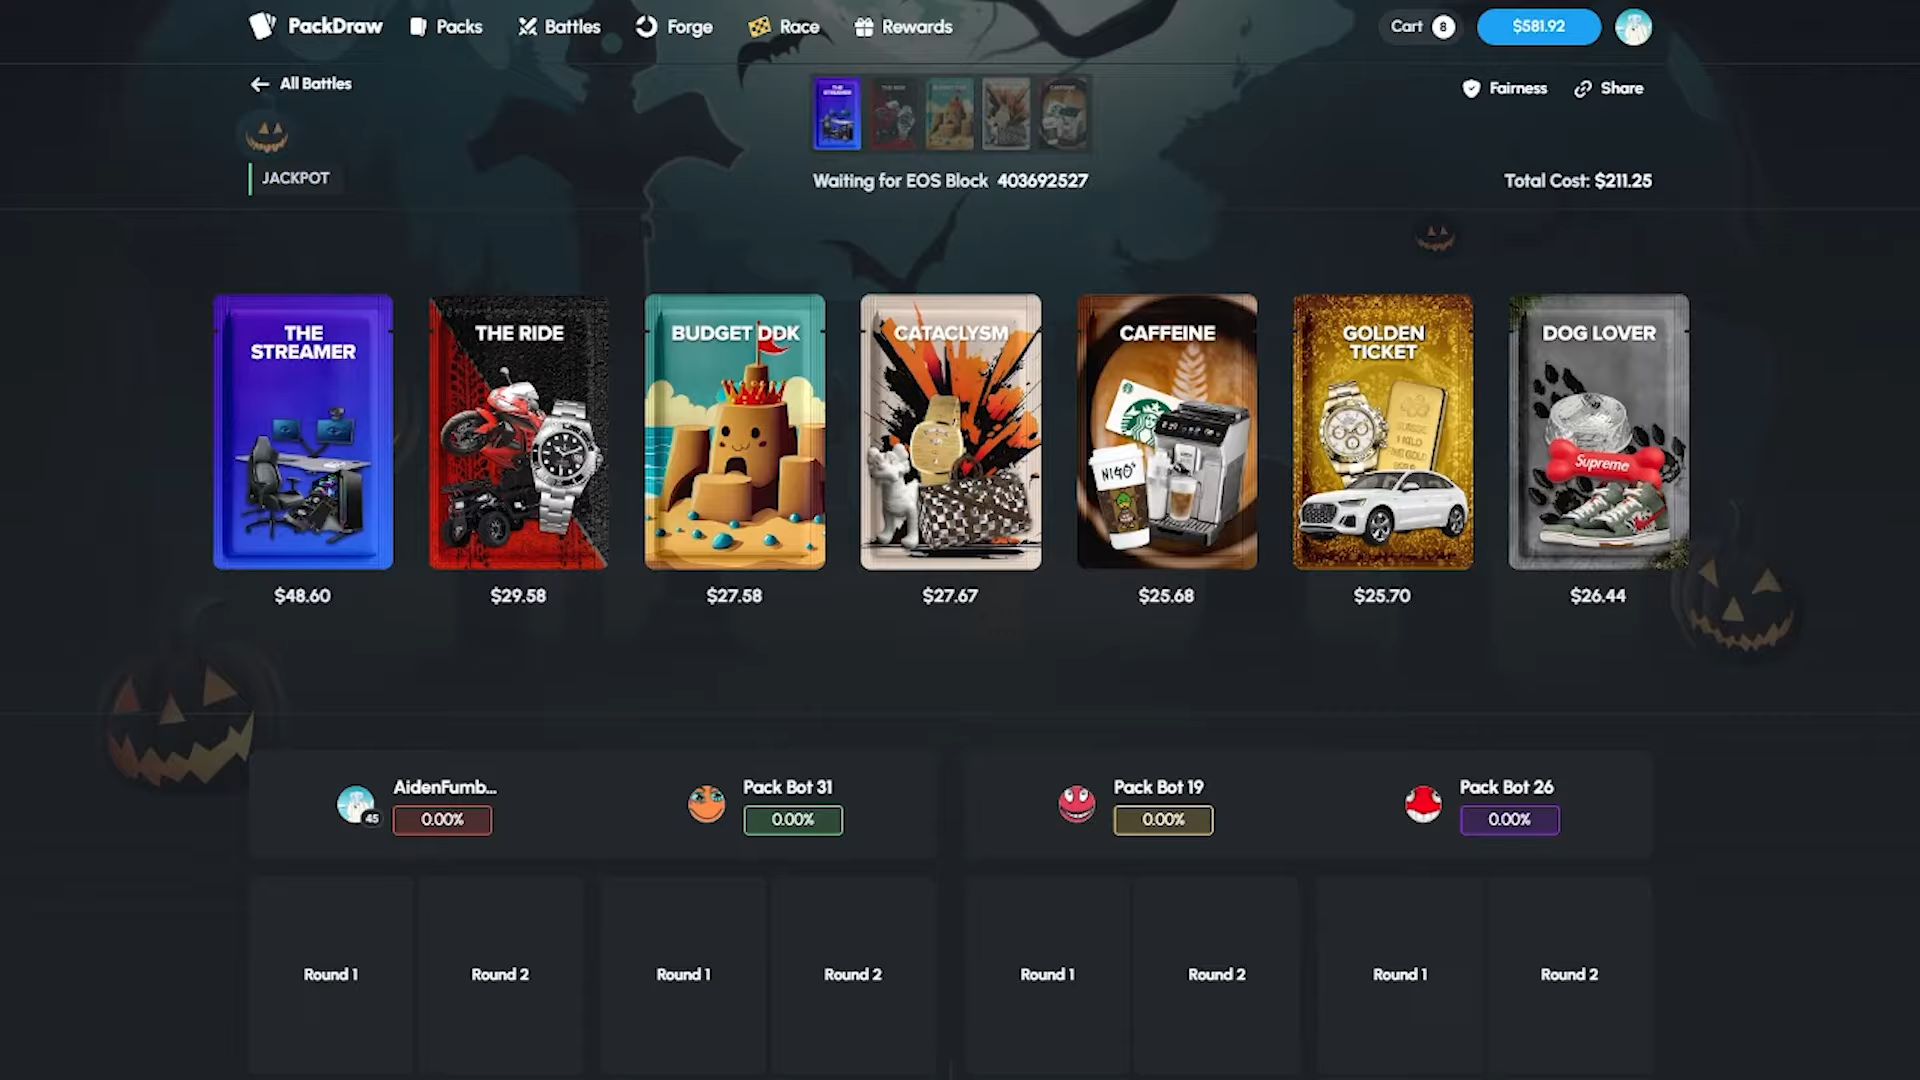 PackDraw
Packs
Battles
Forge
Race
Rewards
Cart 8
$581.92
All Battles
THE
STREAMER
Fairness
Share
JACKPOT
Waiting for EOS Block 403692527
Total Cost: $211.25
THE
STREAMER
THE RIDE
BUDGET DDK
CATACLYSM
CAFFEINE
GOLDEN
TICKET
DOG LOVER
Supreme
$48.60
$29.58
$27.58
$27.67
$25.68
$25.70
$26.44
AidenFumb...
45
0.00%
Pack Bot 31
0.00%
Pack Bot 19
0.00%
Pack Bot 26
0.00%
Round 1
Round 2
Round 1
Round 2
Round 1
Round 2
Round 1
Round 2